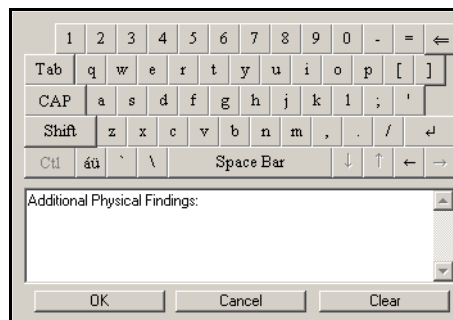 1 2 3 4 5 6 7 8 9 0 - = ⇐
Tab q w e r t y u i o p [ ]
CAP a s d f g h j k l ; '
Shift z x c v b n m , . / ↵
Ctl áü ` \ Space Bar ↓ ↑ ← →
Additional Physical Findings:
OK Cancel Clear